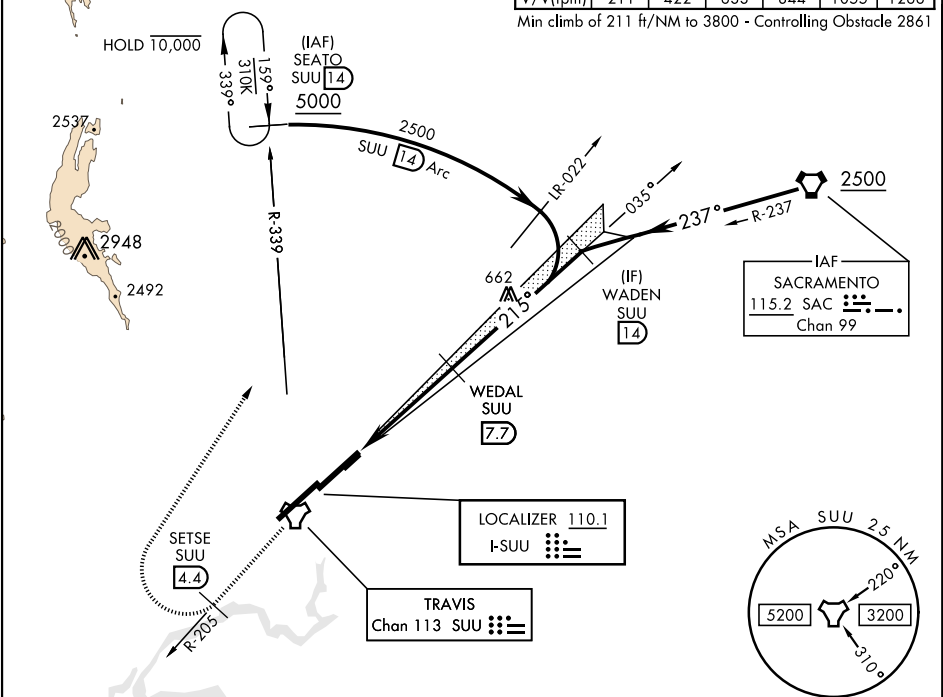 V/V(fpm) 211 422 633 844 1055 1266
Min climb of 211 ft/NM to 3800 - Controlling Obstacle 2861
HOLD 10,000
(IAF)
SEATO
SUU 14
5000
159°
310K
339°
2537
2500
SUU 14 Arc
LR-022
035°
2500
237°
R-237
R-339
2000
2948
2492
662
215°
(IF)
WADEN
SUU
14
IAF
SACRAMENTO
115.2 SAC
Chan 99
WEDAL
SUU
7.7
LOCALIZER 110.1
I-SUU
SETSE
SUU
4.4
R-205
TRAVIS
Chan 113 SUU
MSA SUU 25 NM
220°
5200
3200
310°